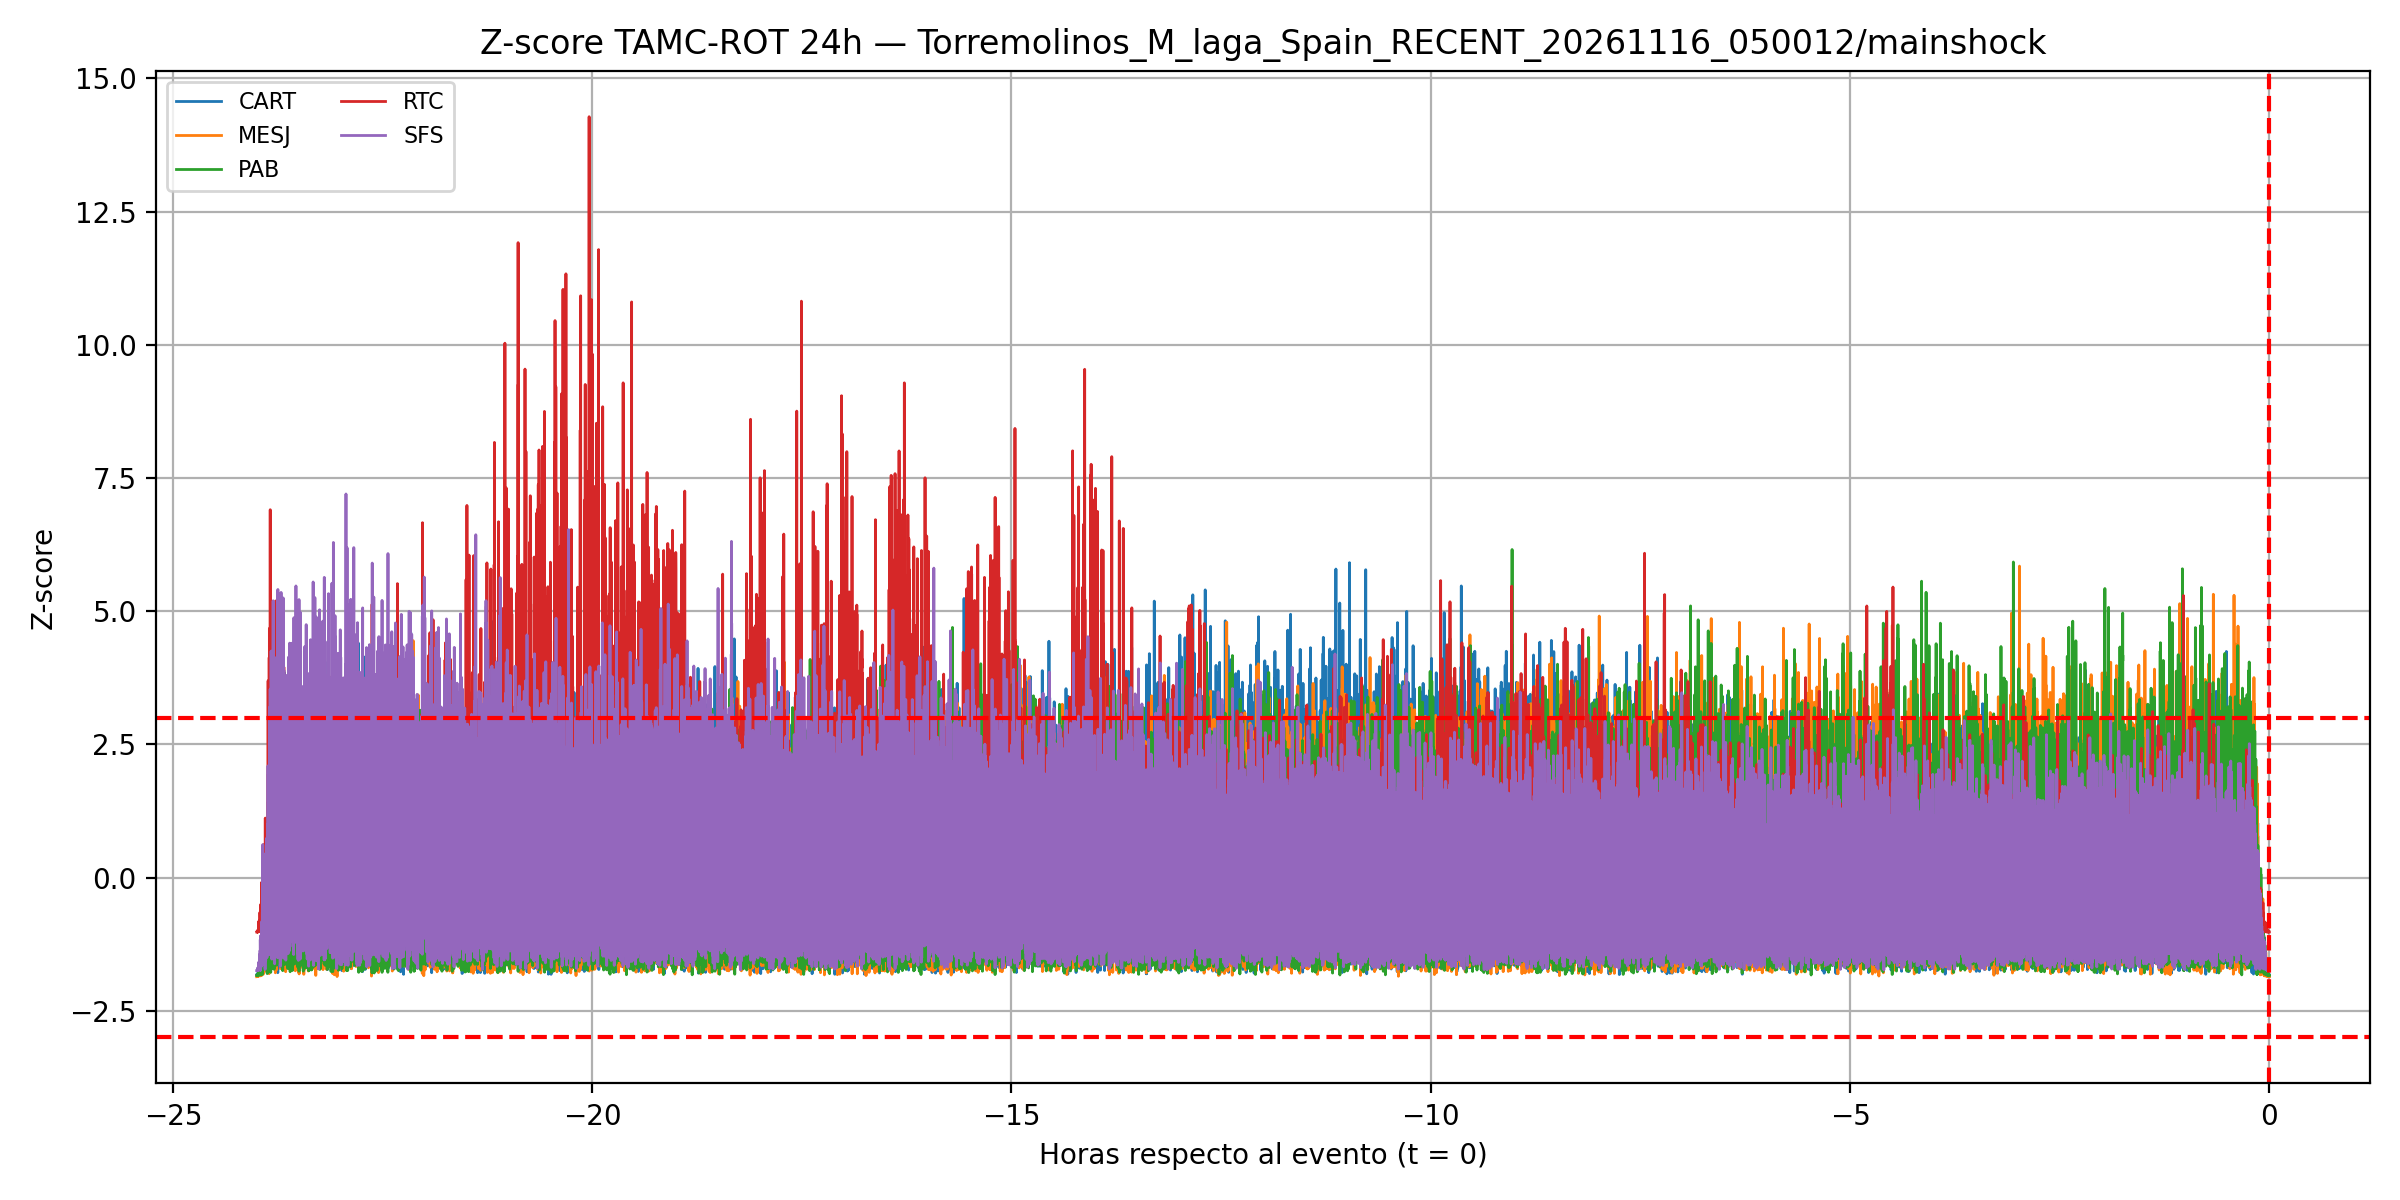 Z-score TAMC-ROT 24h — Torremolinos_M_laga_Spain_RECENT_20261116_050012/mainshock
CART
MESJ
PAB
RTC
SFS
15.0
12.5
10.0
7.5
5.0
2.5
0.0
−2.5
Z-score
−25
−20
−15
−10
−5
0
Horas respecto al evento (t = 0)